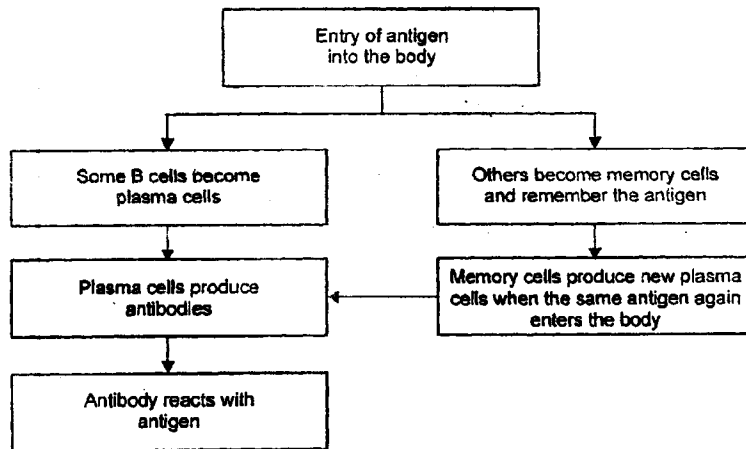 Entry of antigen
into the body
Some B cells become
plasma cells
Others become memory cells
and remember the antigen
Plasma cells produce
antibodies
Memory cells produce new plasma
cells when the same antigen again
enters the body
Antibody reacts with
antigen